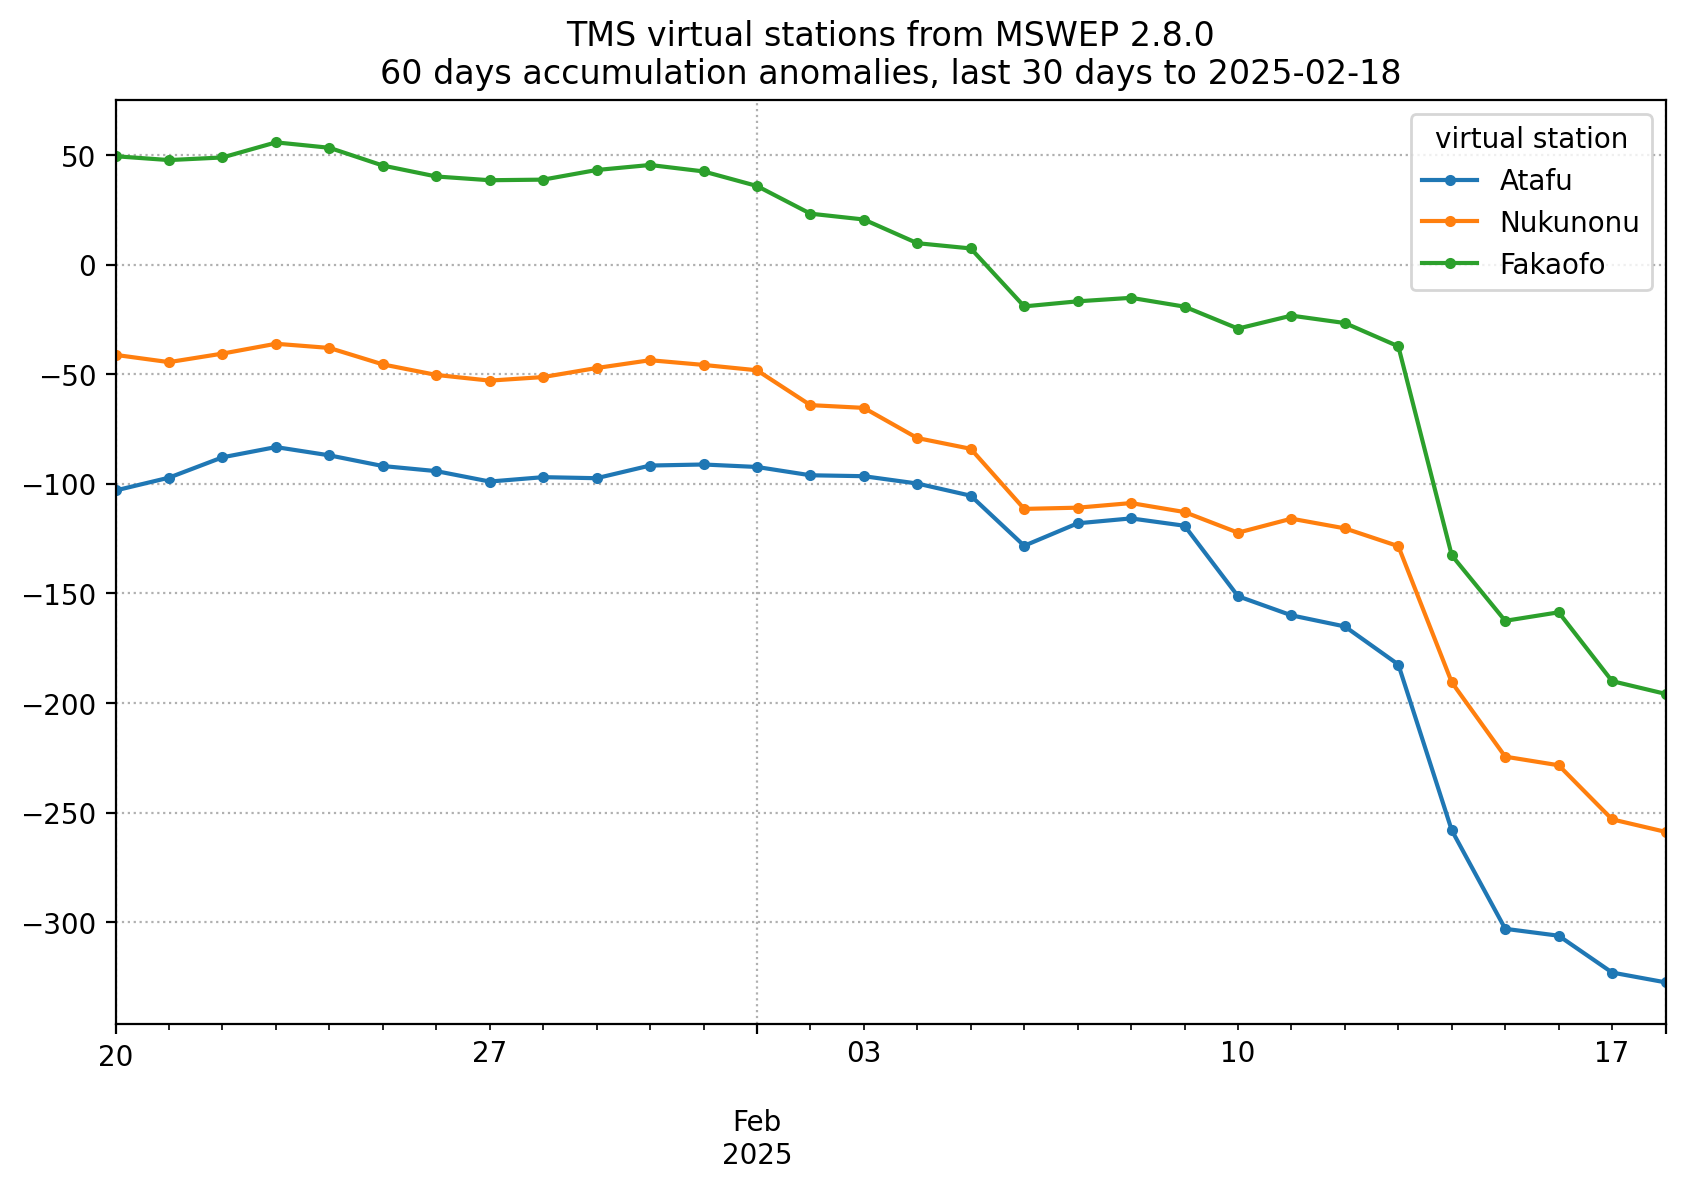 TMS virtual stations from MSWEP 2.8.0
60 days accumulation anomalies, last 30 days to 2025-02-18
virtual station
Atafu
Nukunonu
Fakaofo
50
0
−50
−100
−150
−200
−250
−300
20
27
03
10
17
Feb
2025